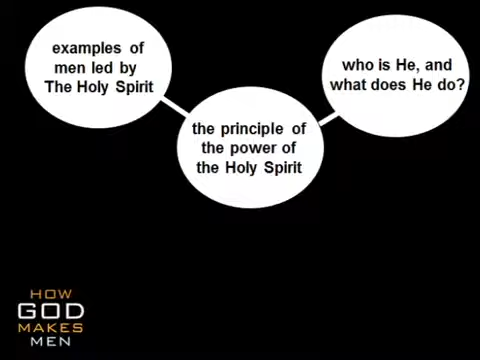 examples of
men led by
The Holy Spirit
who is He, and
what does He do?
the principle of
the power of
the Holy Spirit
HOW
GOD
MAKES
MEN